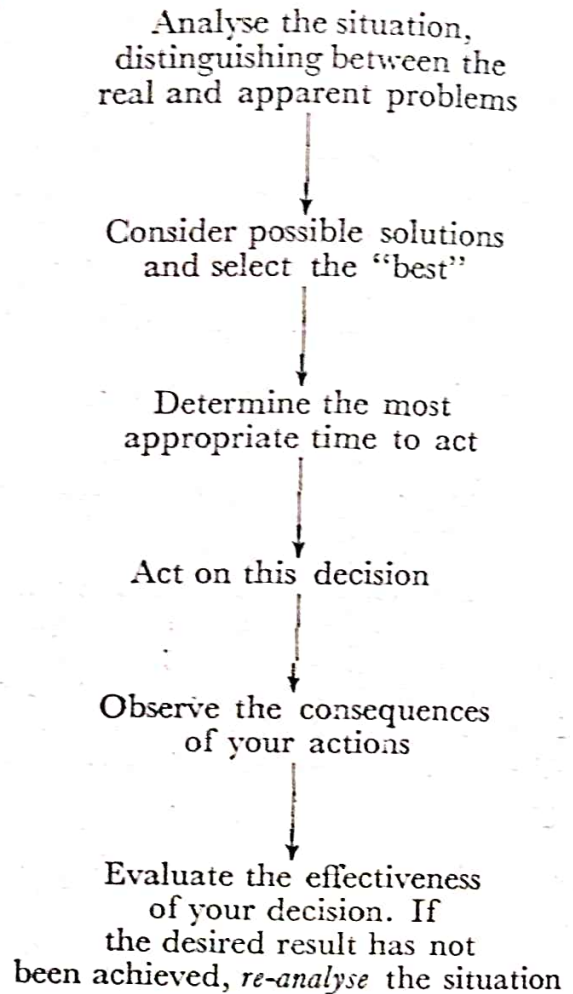 Analyse the situation,
distinguishing between the
real and apparent problems
Consider possible solutions
and select the “best”
Determine the most
appropriate time to act
Act on this decision
Observe the consequences
of your actions
Evaluate the effectiveness
of your decision. If
the desired result has not
been achieved, re-analyse the situation